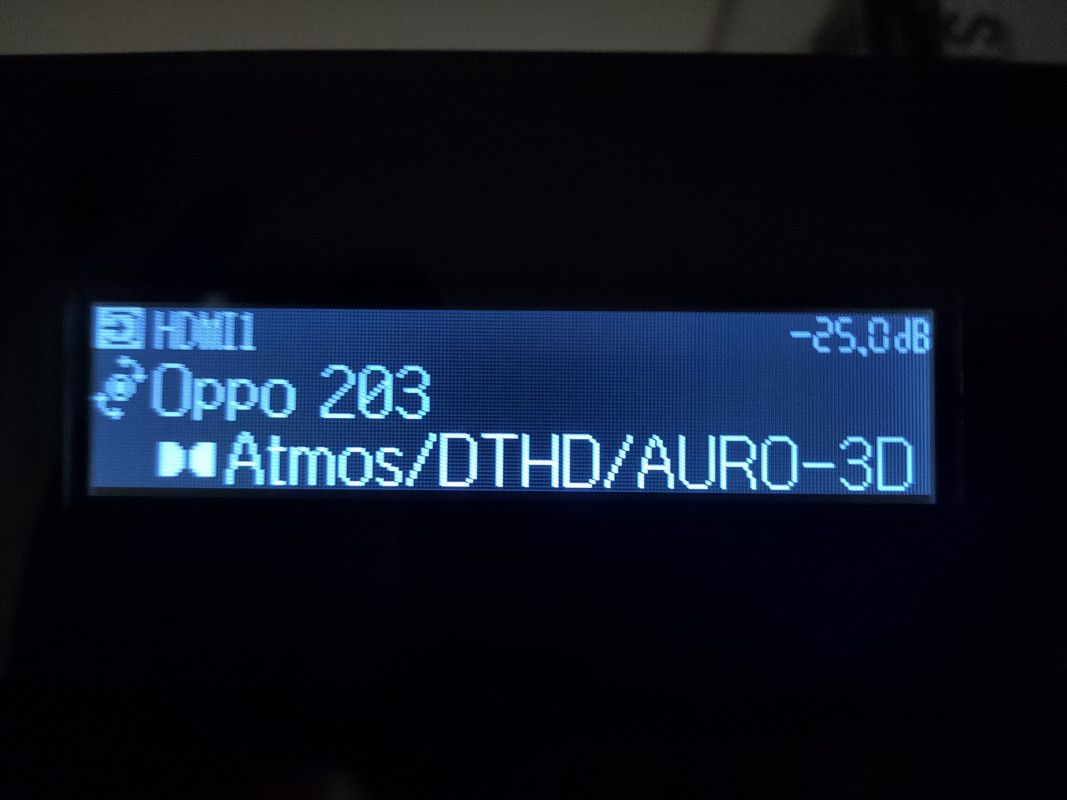 HDMI1 -25.0dB
Oppo 203
Atmos/DTHD/AURO-3D